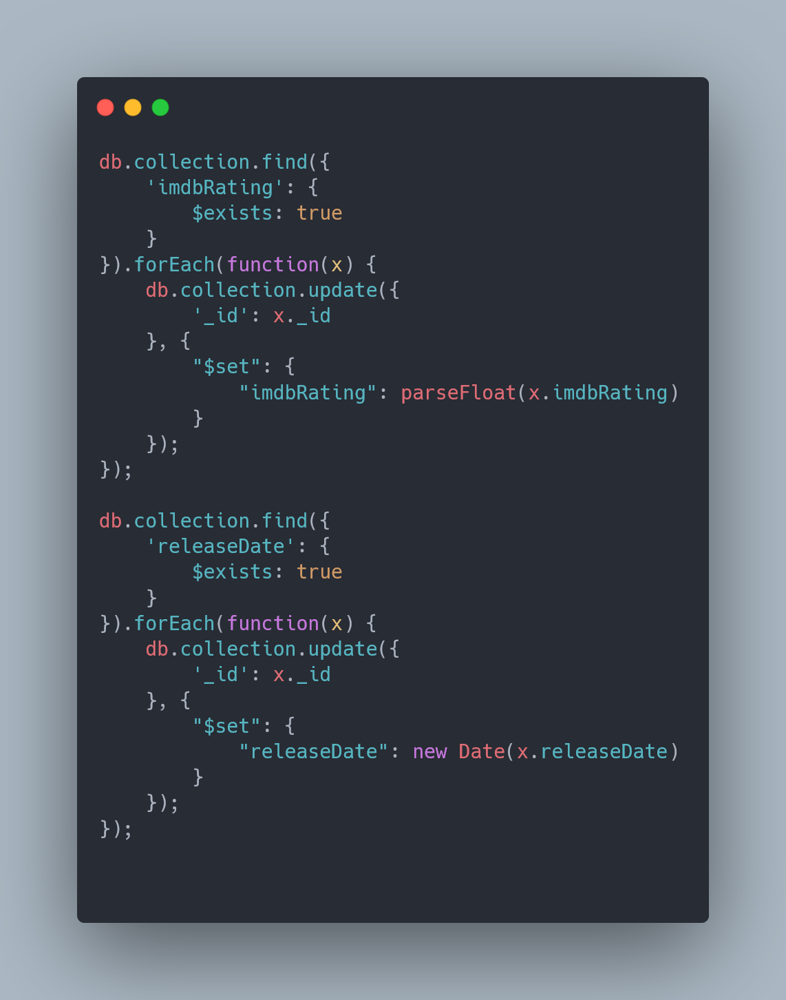 db.collection.find({
    'imdbRating': {
        $exists: true
    }
}).forEach(function(x) {
    db.collection.update({
        '_id': x._id
    }, {
        "$set": {
            "imdbRating": parseFloat(x.imdbRating)
        }
    });
});

db.collection.find({
    'releaseDate': {
        $exists: true
    }
}).forEach(function(x) {
    db.collection.update({
        '_id': x._id
    }, {
        "$set": {
            "releaseDate": new Date(x.releaseDate)
        }
    });
});